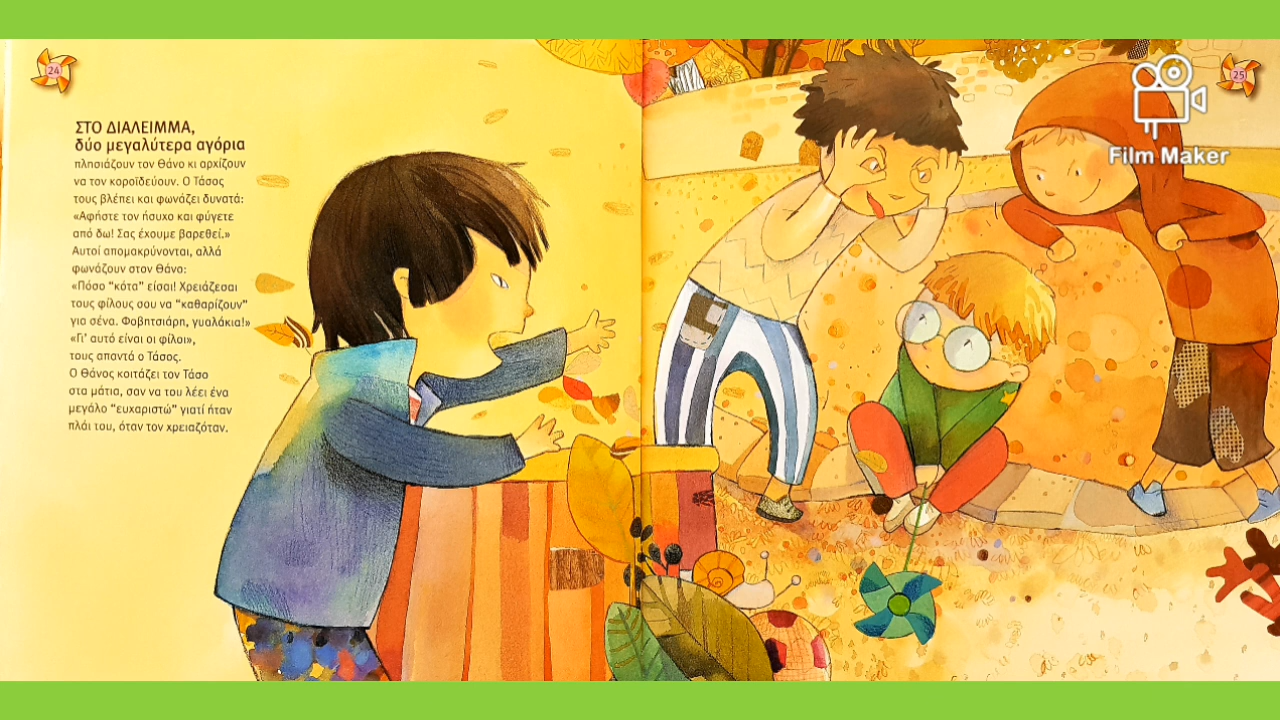 24
ΣΤΟ ΔΙΑΛΕΙΜΜΑ,
δύο μεγαλύτερα αγόρια
πλησιάζουν τον Θάνο κι αρχίζουν
να τον κοροϊδεύουν. Ο Τάσος
τους βλέπει και φωνάζει δυνατά:
«Αφήστε τον ήσυχο και φύγετε
από δω! Σας έχουμε βαρεθεί.»
Αυτοί απομακρύνονται, αλλά
φωνάζουν στον Θάνο:
«Πόσο “κότα” είσαι! Χρειάζεσαι
τους φίλους σου να “καθαρίζουν”
για σένα. Φοβητσιάρη, γυαλάκια!»
«Γι’ αυτό είναι οι φίλοι»,
τους απαντά ο Τάσος.
Ο Θάνος κοιτάζει τον Τάσο
στα μάτια, σαν να του λέει ένα
μεγάλο “ευχαριστώ” γιατί ήταν
πλάι του, όταν τον χρειαζόταν.
25
Film Maker